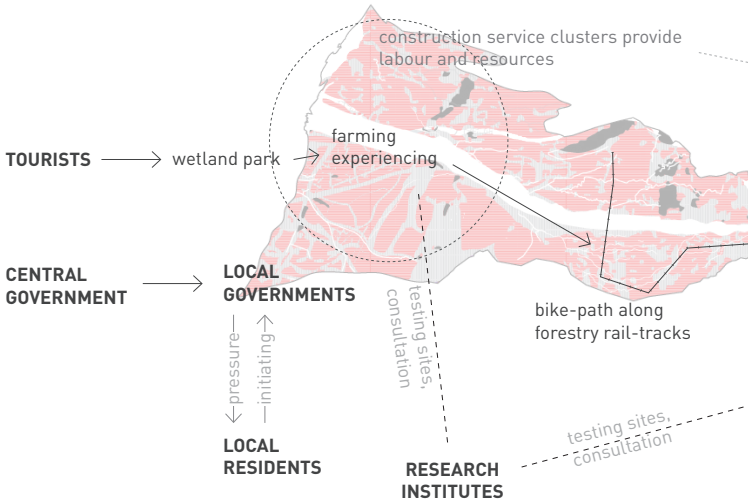 construction service clusters provide
labour and resources
TOURISTS
wetland park
farming
experiencing
CENTRAL
GOVERNMENT
LOCAL
GOVERNMENTS
testing sites,
consultation
bike-path along
forestry rail-tracks
pressure
initiating
LOCAL
RESIDENTS
RESEARCH
INSTITUTES
testing sites,
consultation